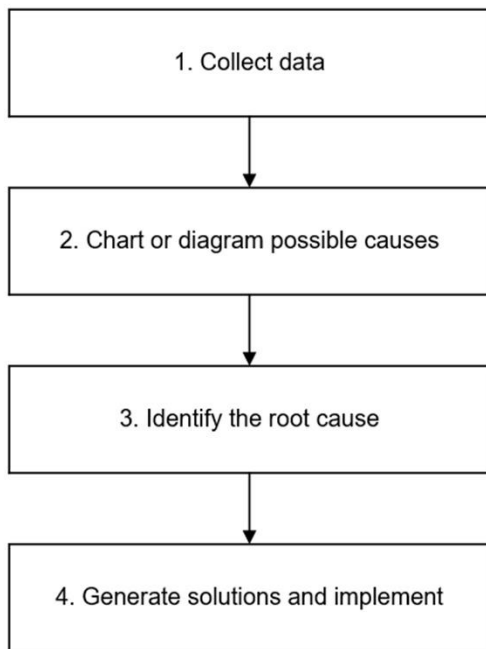 1. Collect data
2. Chart or diagram possible causes
3. Identify the root cause
4. Generate solutions and implement